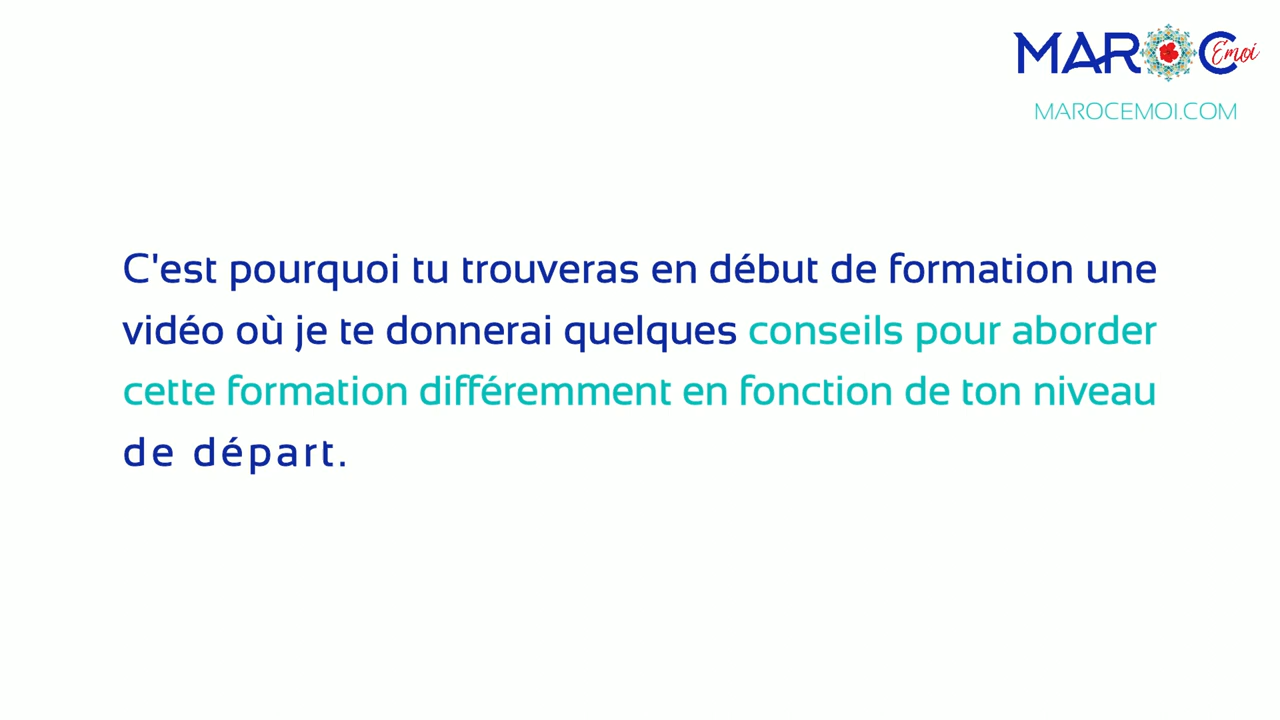 MAROC Emoi
MAROCEMOI.COM
C'est pourquoi tu trouveras en début de formation une
vidéo où je te donnerai quelques conseils pour aborder
cette formation différemment en fonction de ton niveau
de départ.